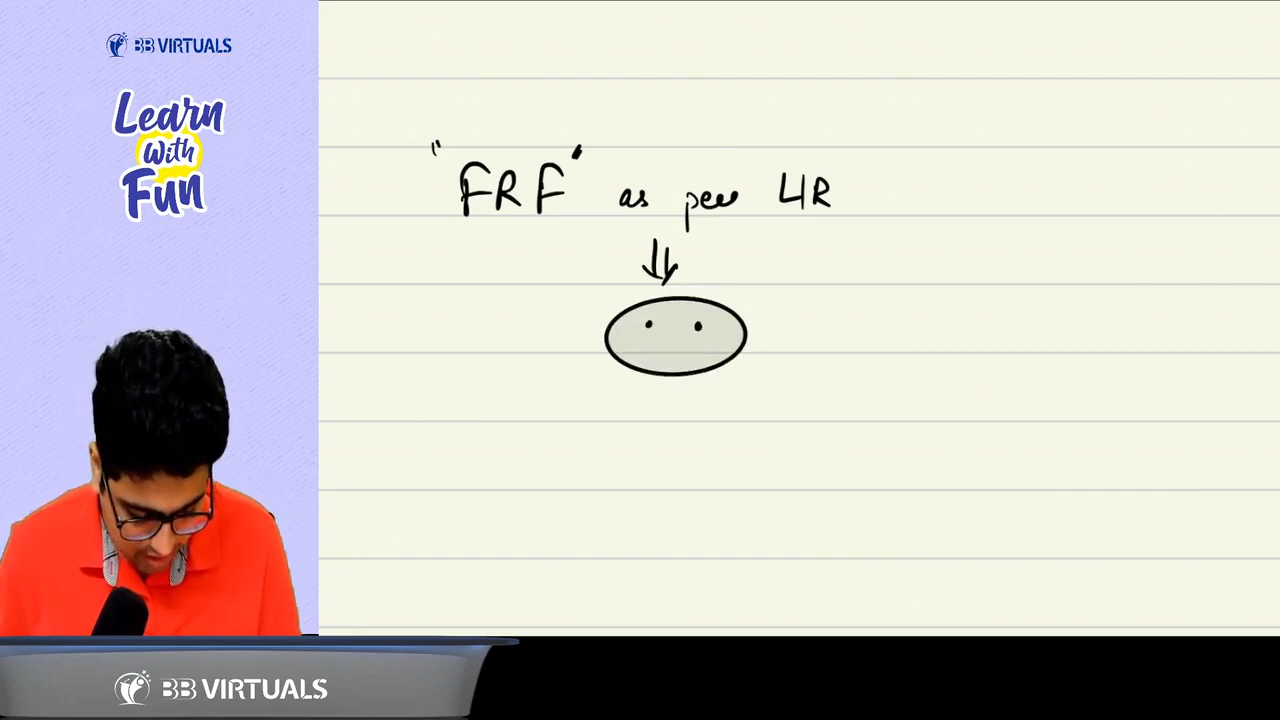 BB VIRTUALS
Learn
With
Fun
"FRF" as per 4R
BB VIRTUALS